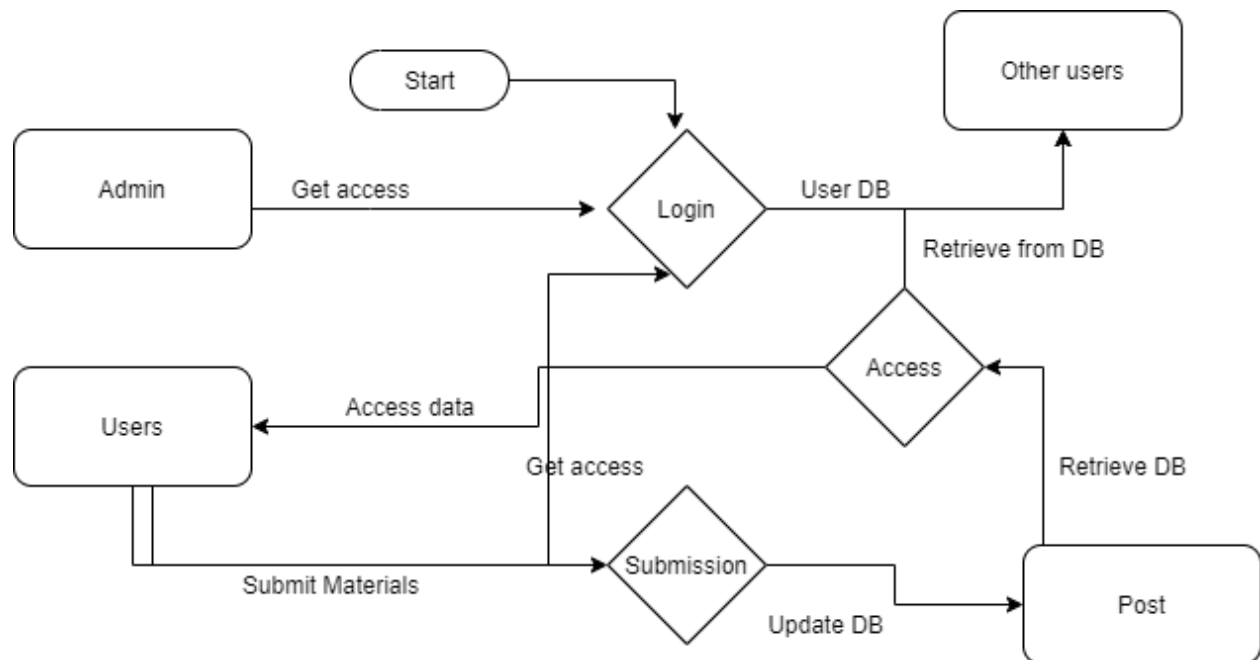 Other users
Start
Admin
Get access
Login
User DB
Retrieve from DB
Access
Users
Access data
Get access
Retrieve DB
Submission
Submit Materials
Update DB
Post